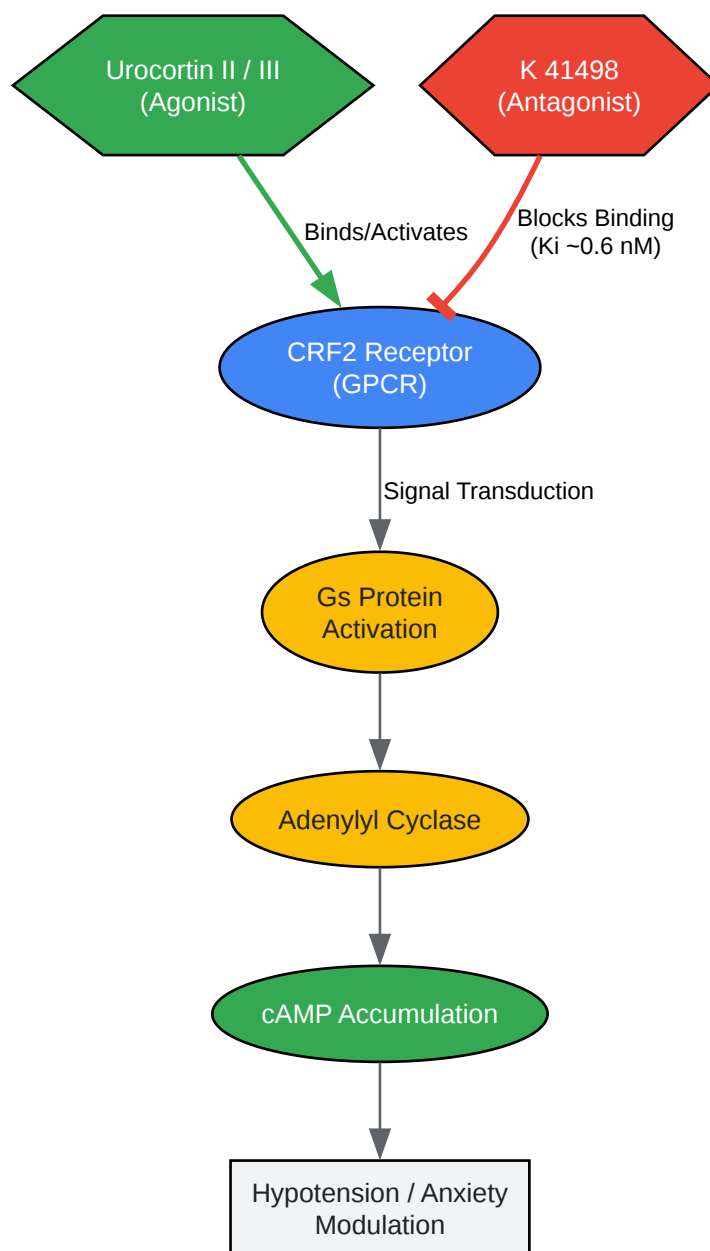 Urocortin II / III
(Agonist)
K 41498
(Antagonist)
Binds/Activates
Blocks Binding
(Ki ~0.6 nM)
CRF2 Receptor
(GPCR)
Signal Transduction
Gs Protein
Activation
Adenylyl Cyclase
cAMP Accumulation
Hypotension / Anxiety
Modulation